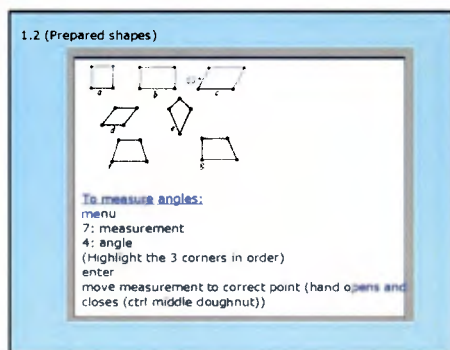 1.2 (Prepared shapes)
a b c
d e
f g
To measure angles:
menu
7: measurement
4: angle
(Highlight the 3 corners in order)
enter
move measurement to correct point (hand opens and
closes (ctrl middle doughnut))